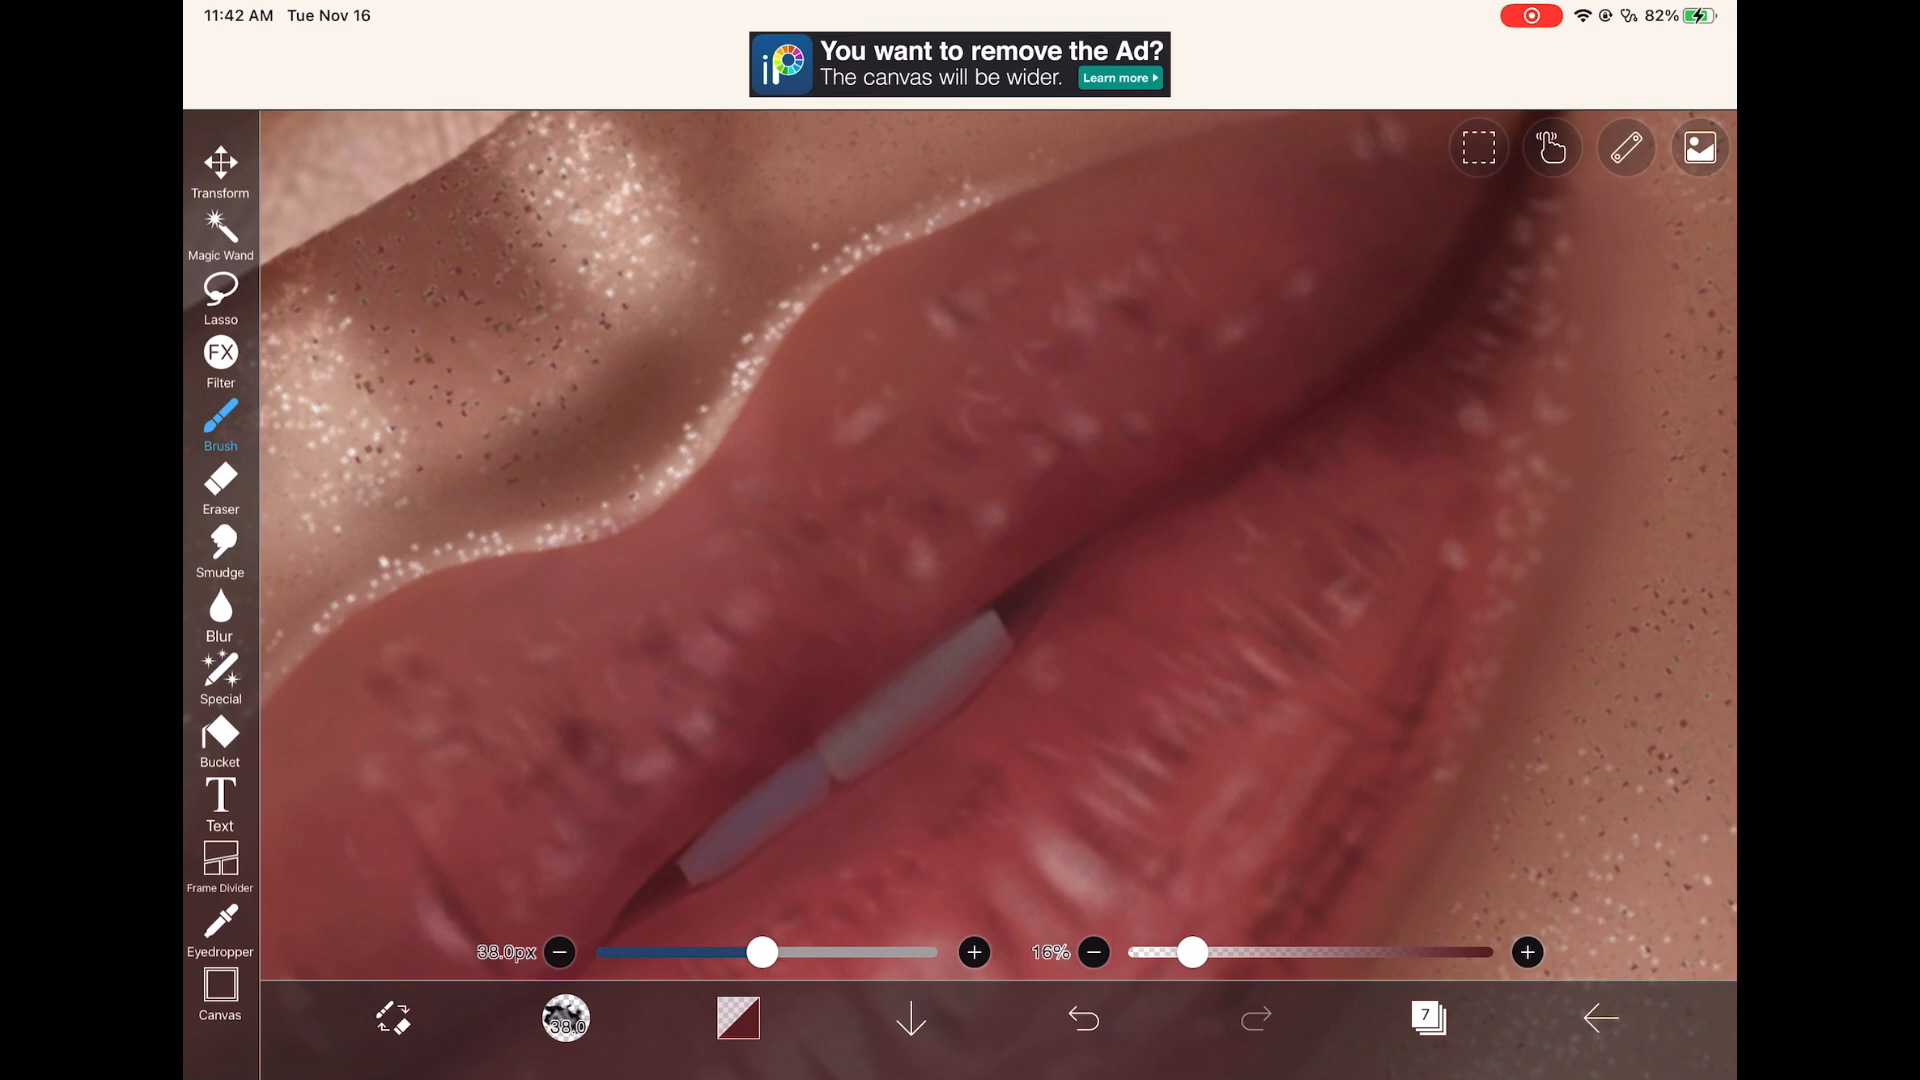 11:42 AM Tue Nov 16
82%
iP
You want to remove the Ad?
The canvas will be wider.
Learn more
Transform
Magic Wand
Lasso
FX
Filter
Brush
Eraser
Smudge
Blur
Special
Bucket
T
Text
Frame Divider
Eyedropper
Canvas
38.0px
16%
38.0
7